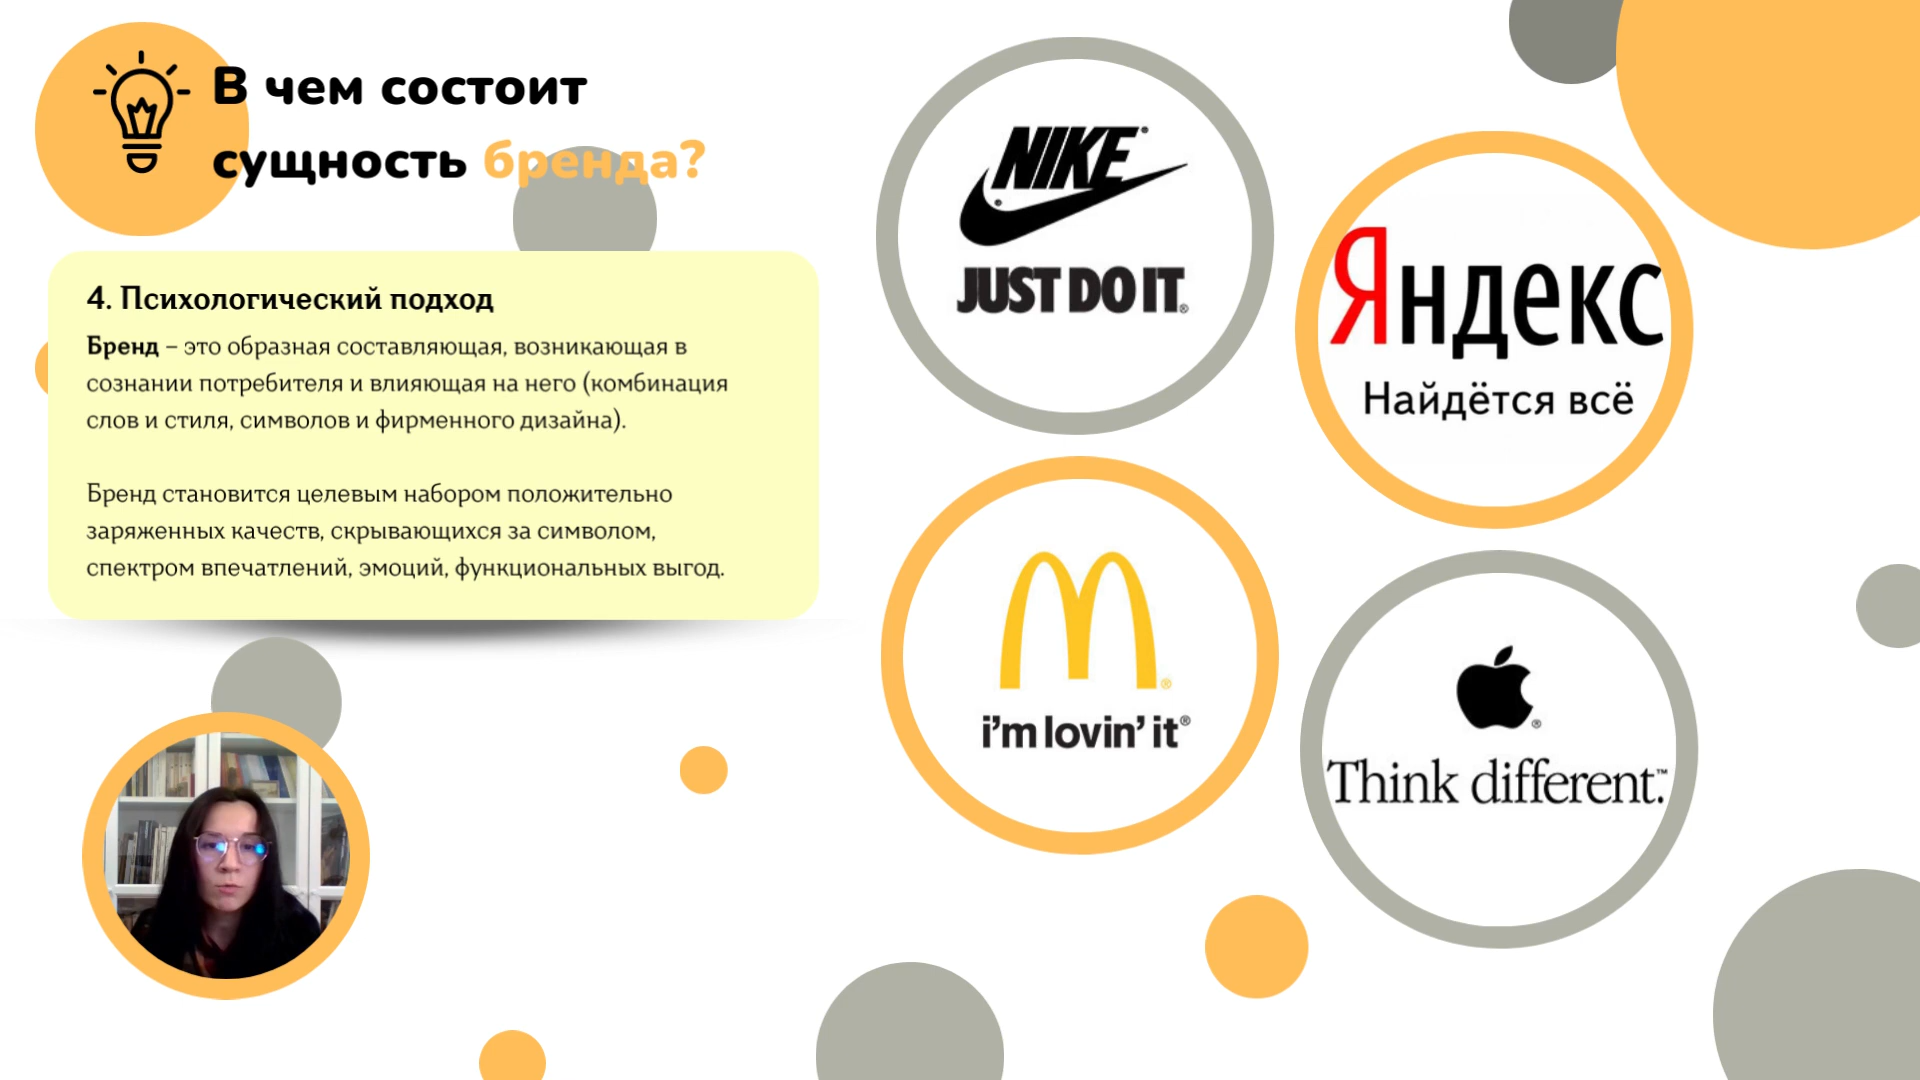 В чем состоит
сущность бренда?
4. Психологический подход
Бренд – это образная составляющая, возникающая в
сознании потребителя и влияющая на него (комбинация
слов и стиля, символов и фирменного дизайна).
Бренд становится целевым набором положительно
заряженных качеств, скрывающихся за символом,
спектром впечатлений, эмоций, функциональных выгод.
NIKE
JUST DO IT®
Яндекс
Найдётся всё
i'm lovin' it®
Think different.™